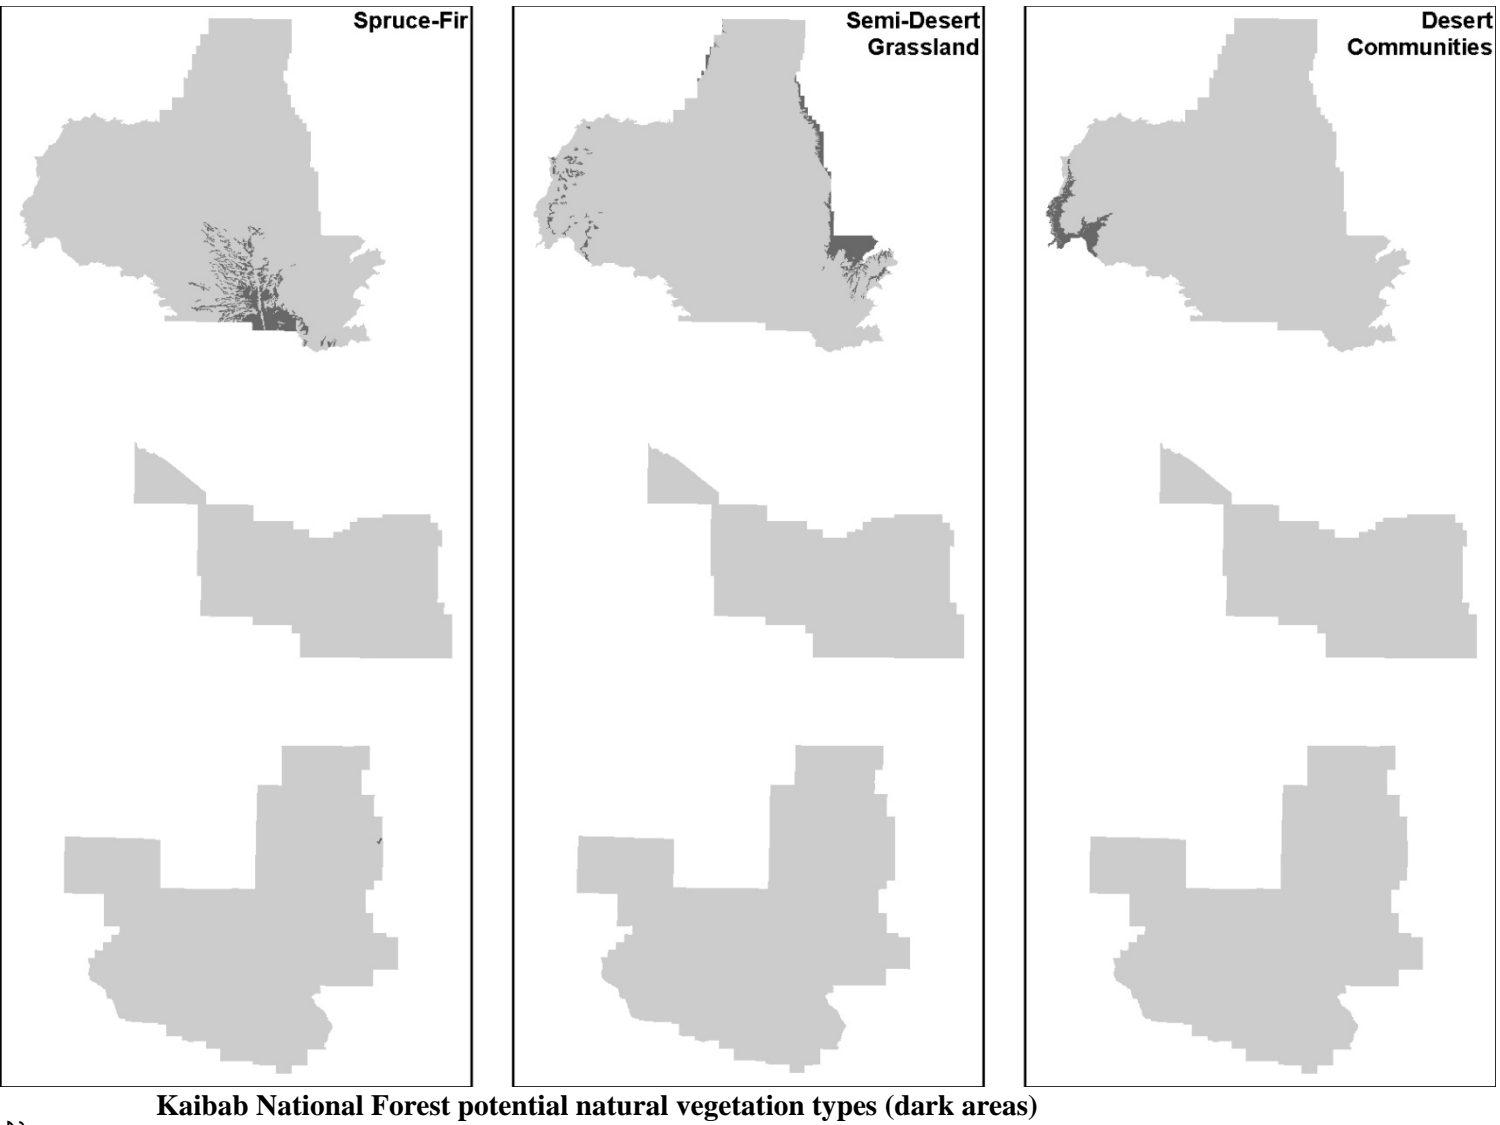 Spruce-Fir
Semi-Desert
Grassland
Desert
Communities
Kaibab National Forest potential natural vegetation types (dark areas)